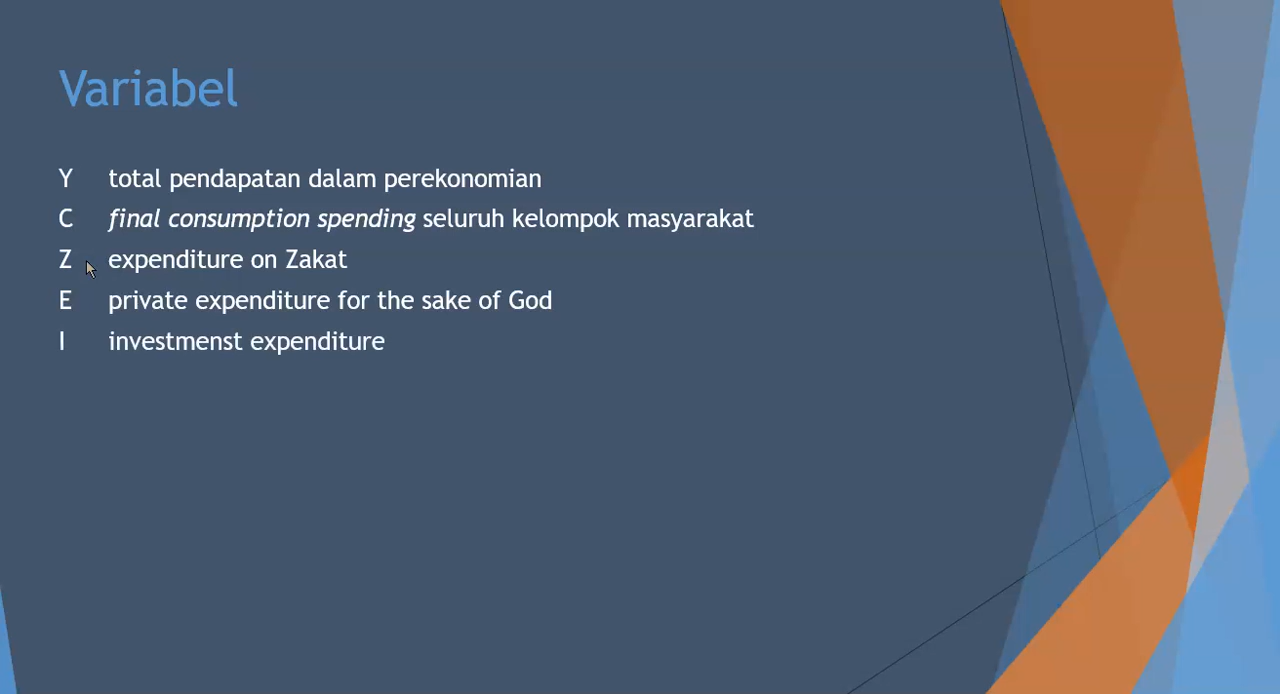 Variabel
Y total pendapatan dalam perekonomian
C final consumption spending seluruh kelompok masyarakat
Z expenditure on Zakat
E private expenditure for the sake of God
I investmenst expenditure